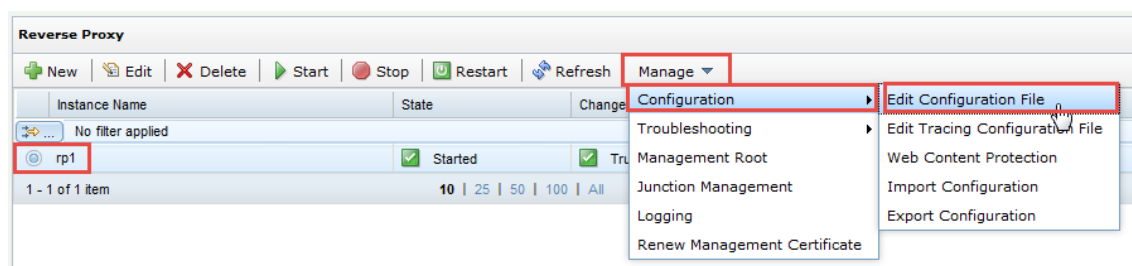 Reverse Proxy
New Edit Delete Start Stop Restart Refresh Manage
Instance Name State Change
... No filter applied
rp1 Started Tru
1 - 1 of 1 item 10 | 25 | 50 | 100 | All
Configuration
Troubleshooting
Management Root
Junction Management
Logging
Renew Management Certificate
Edit Configuration File
Edit Tracing Configuration File
Web Content Protection
Import Configuration
Export Configuration